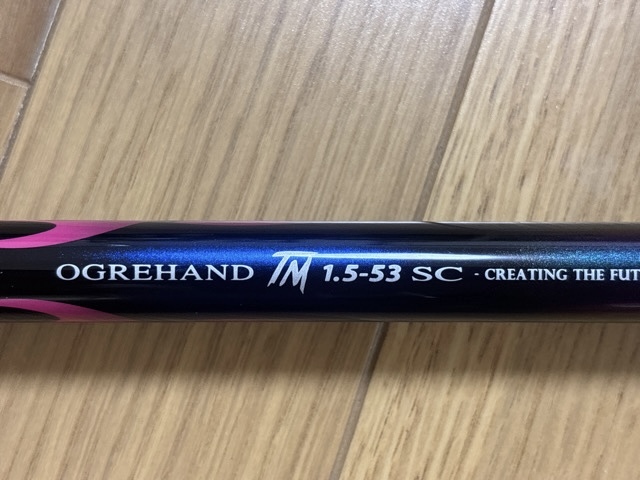 OGREHAND TM 1.5-53 SC - CREATING THE FUT